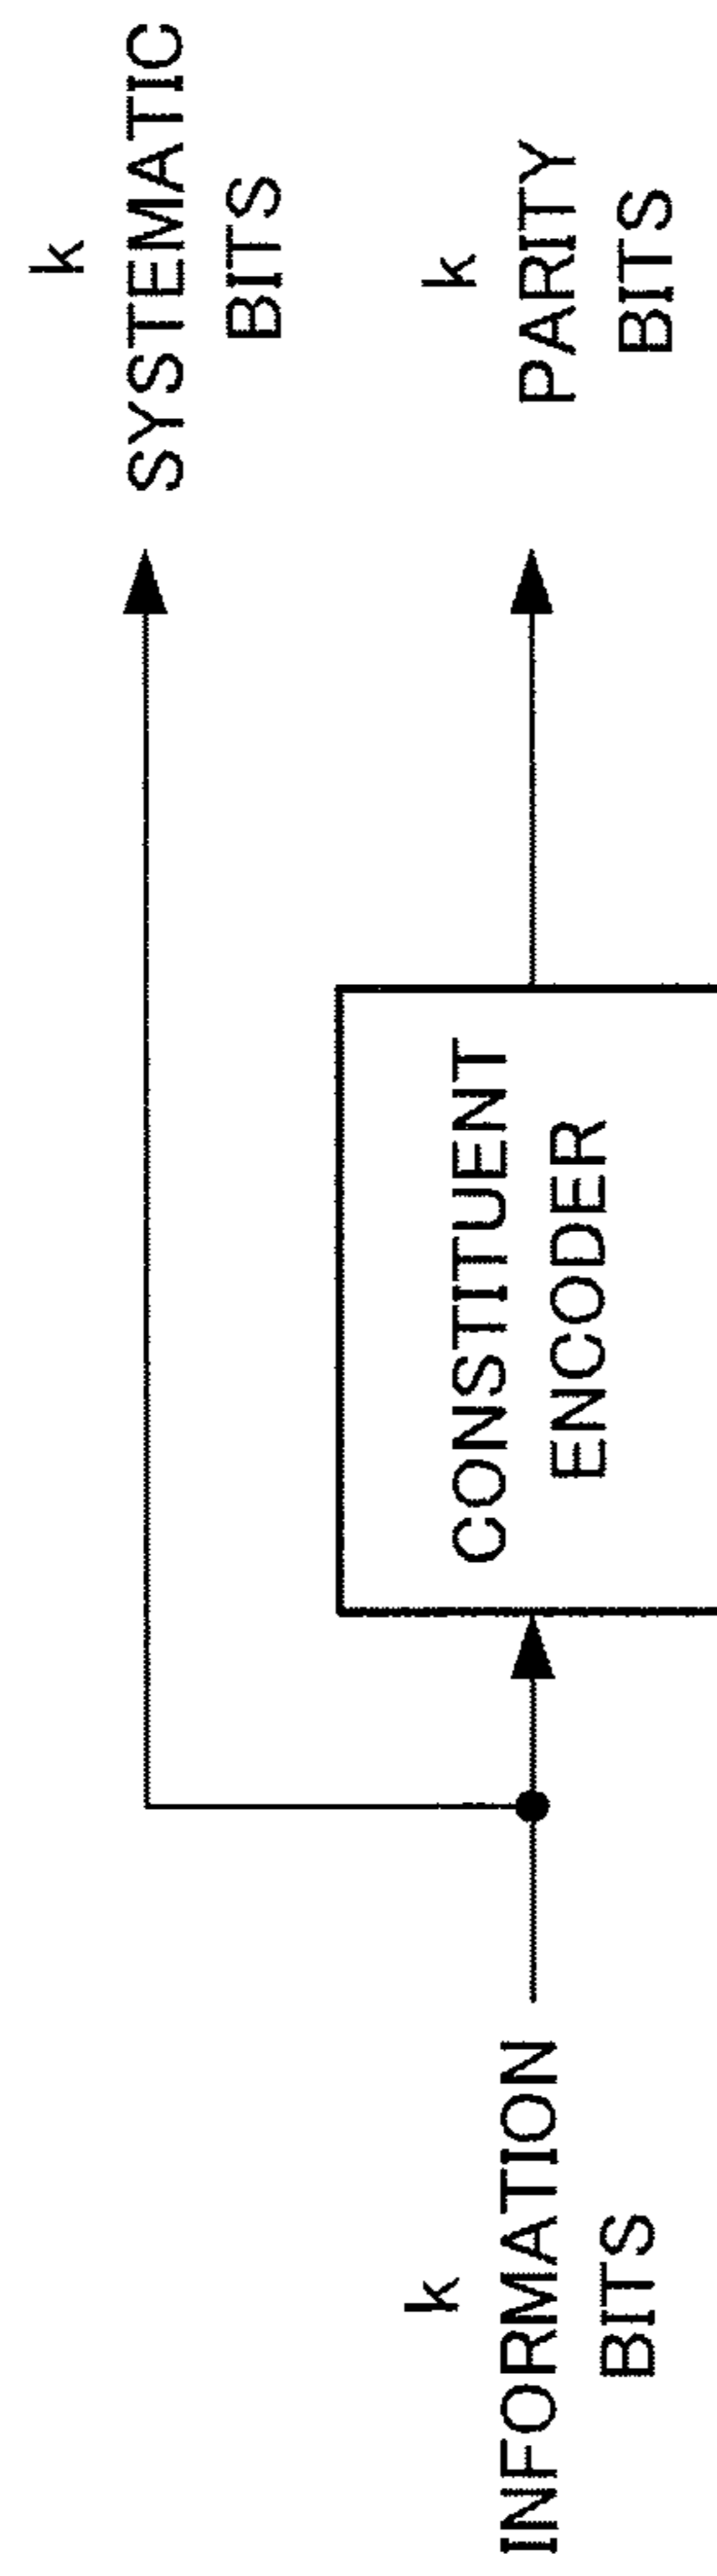 k
SYSTEMATIC
BITS
k
INFORMATION
BITS
CONSTITUENT
ENCODER
k
PARITY
BITS